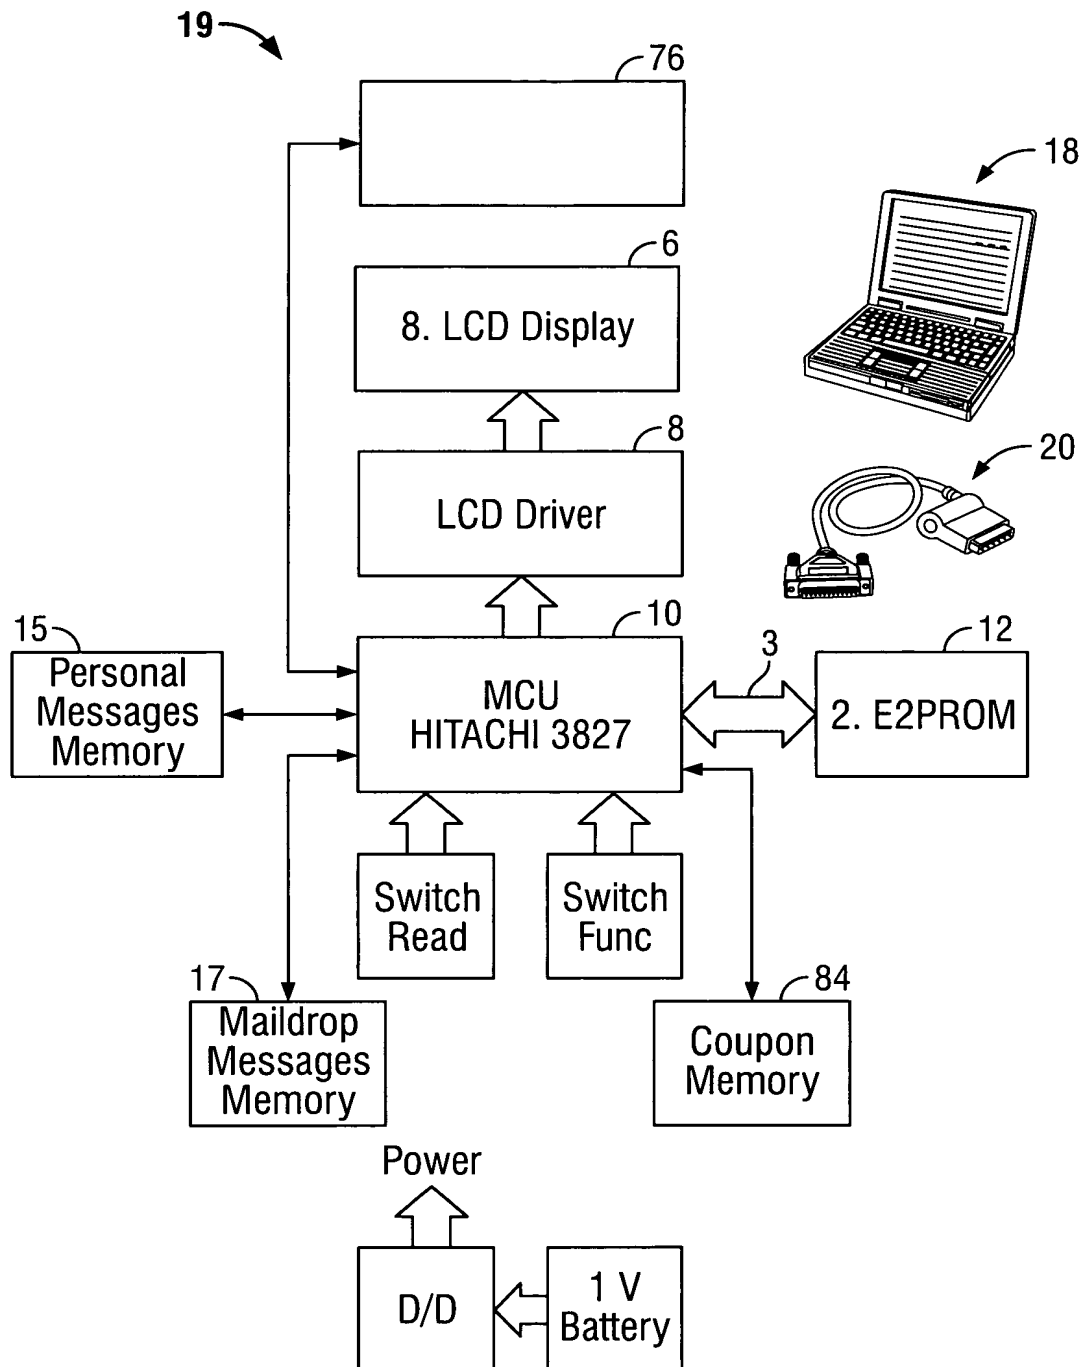 19
76
18
6
8. LCD Display
8
20
LCD Driver
10
15
3
12
Personal
Messages
Memory
MCU
HITACHI 3827
2. E2PROM
Switch
Read
Switch
Func
17
84
Maildrop
Messages
Memory
Coupon
Memory
Power
D/D
1 V
Battery